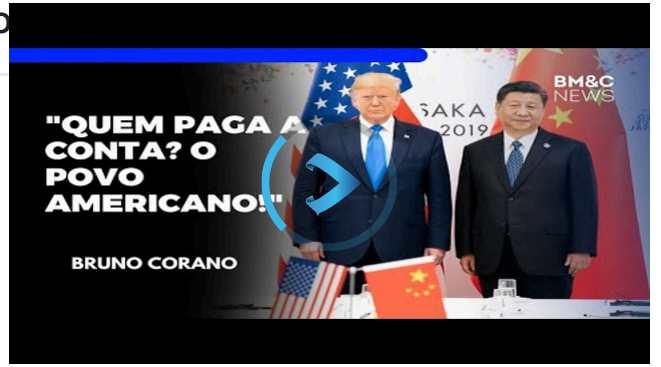 BM&C
NEWS
"QUEM PAGA A
CONTA? O
POVO
AMERICANO!"
BRUNO CORANO
SAKA
2019